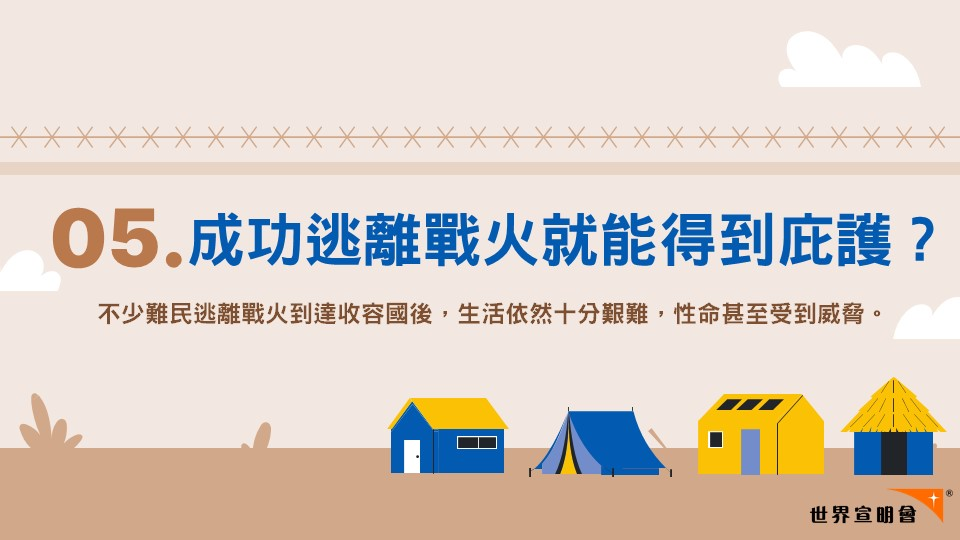 05.成功逃離戰火就能得到庇護？
不少難民逃離戰火到達收容國後，生活依然十分艱難，性命甚至受到威脅。
世界宣明會®